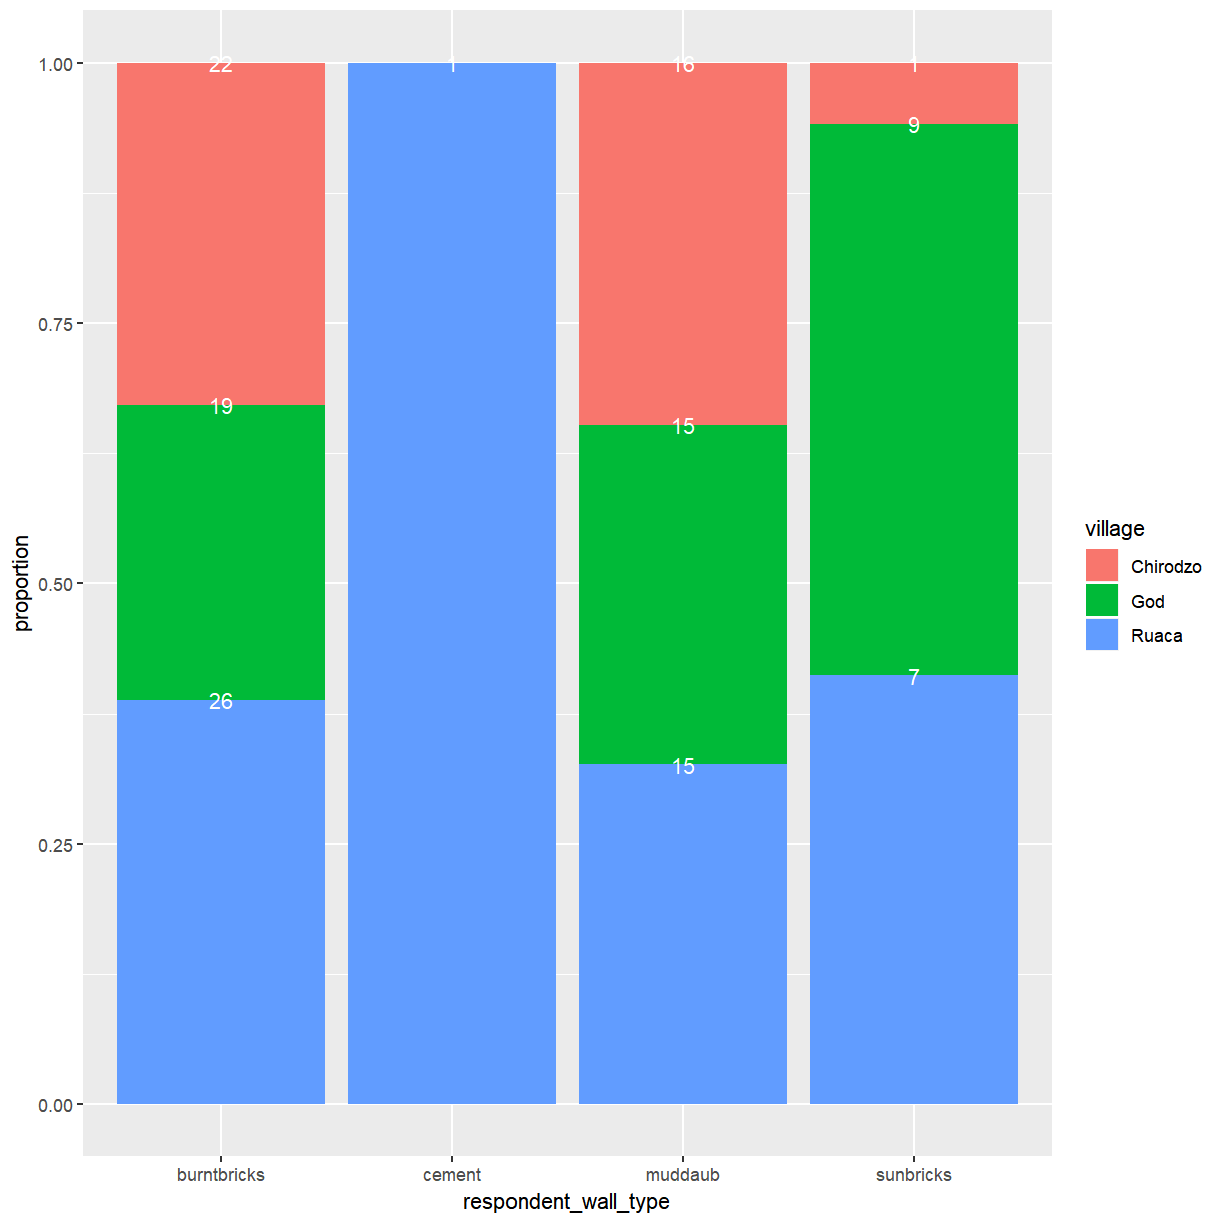 1.00
0.75
0.50
0.25
0.00
proportion
22
19
26
1
16
15
15
1
9
7
burntbricks
cement
muddaub
sunbricks
respondent_wall_type
village
Chirodzo
God
Ruaca